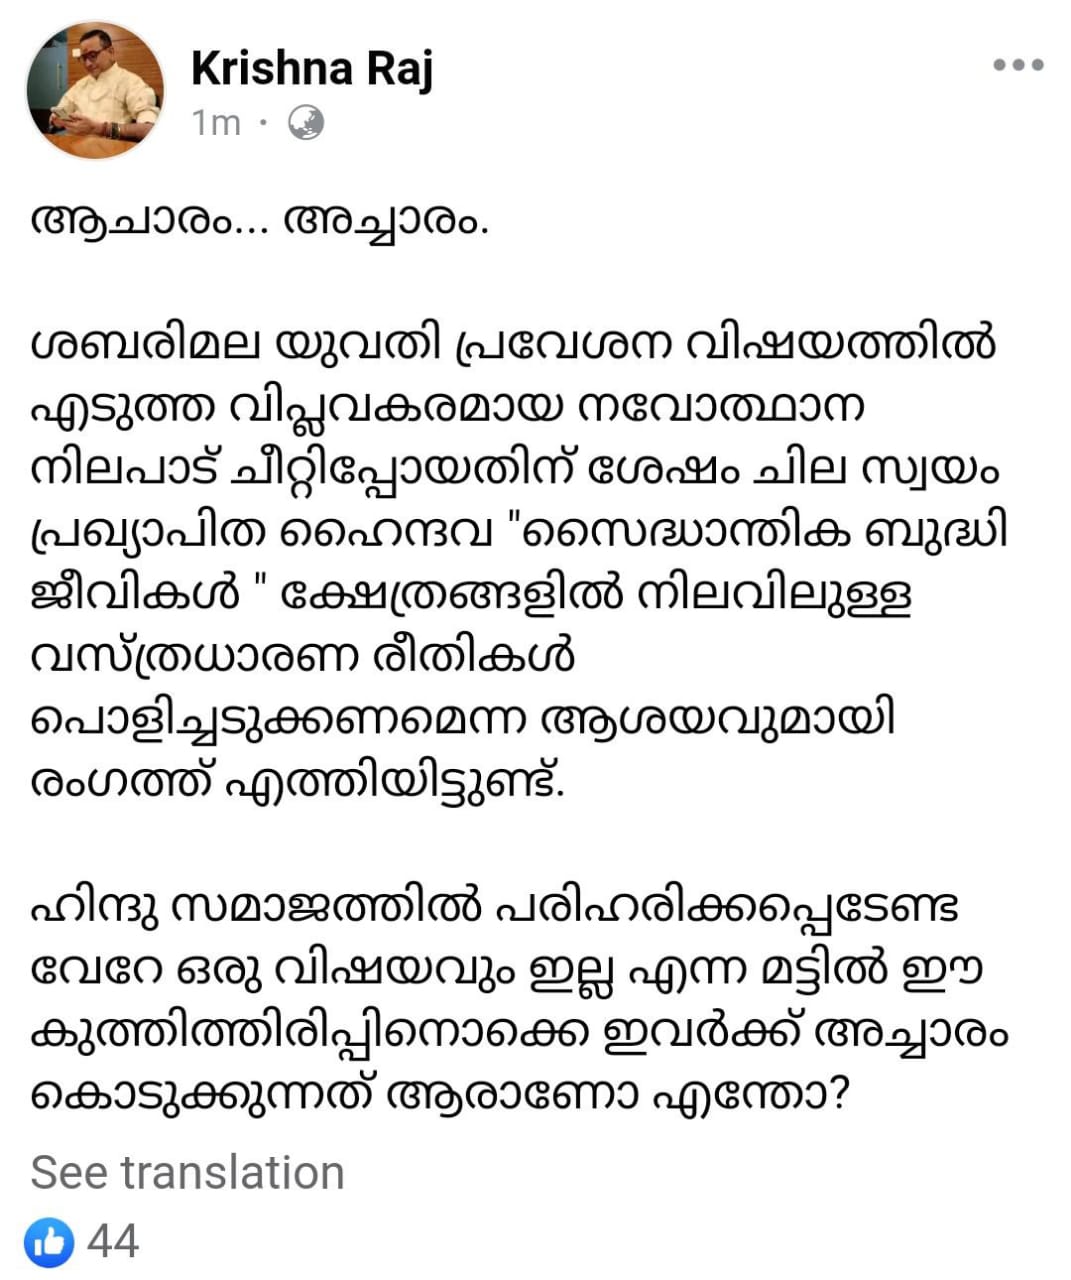 Krishna Raj
1m ·
ആചാരം... അച്ചാരം.
ശബരിമല യുവതി പ്രവേശന വിഷയത്തിൽ
എടുത്ത വിപ്ലവകരമായ നവോത്ഥാന
നിലപാട് ചീറ്റിപ്പോയതിന് ശേഷം ചില സ്വയം
പ്രഖ്യാപിത ഹൈന്ദവ "സൈദ്ധാന്തിക ബുദ്ധി
ജീവികൾ " ക്ഷേത്രങ്ങളിൽ നിലവിലുള്ള
വസ്ത്രധാരണ രീതികൾ
പൊളിച്ചടുക്കണമെന്ന ആശയവുമായി
രംഗത്ത് എത്തിയിട്ടുണ്ട്.
ഹിന്ദു സമാജത്തിൽ പരിഹരിക്കപ്പെടേണ്ട
വേറേ ഒരു വിഷയവും ഇല്ല എന്ന മട്ടിൽ ഈ
കുത്തിത്തിരിപ്പിനൊക്കെ ഇവർക്ക് അച്ചാരം
കൊടുക്കുന്നത് ആരാണോ എന്തോ?
See translation
44